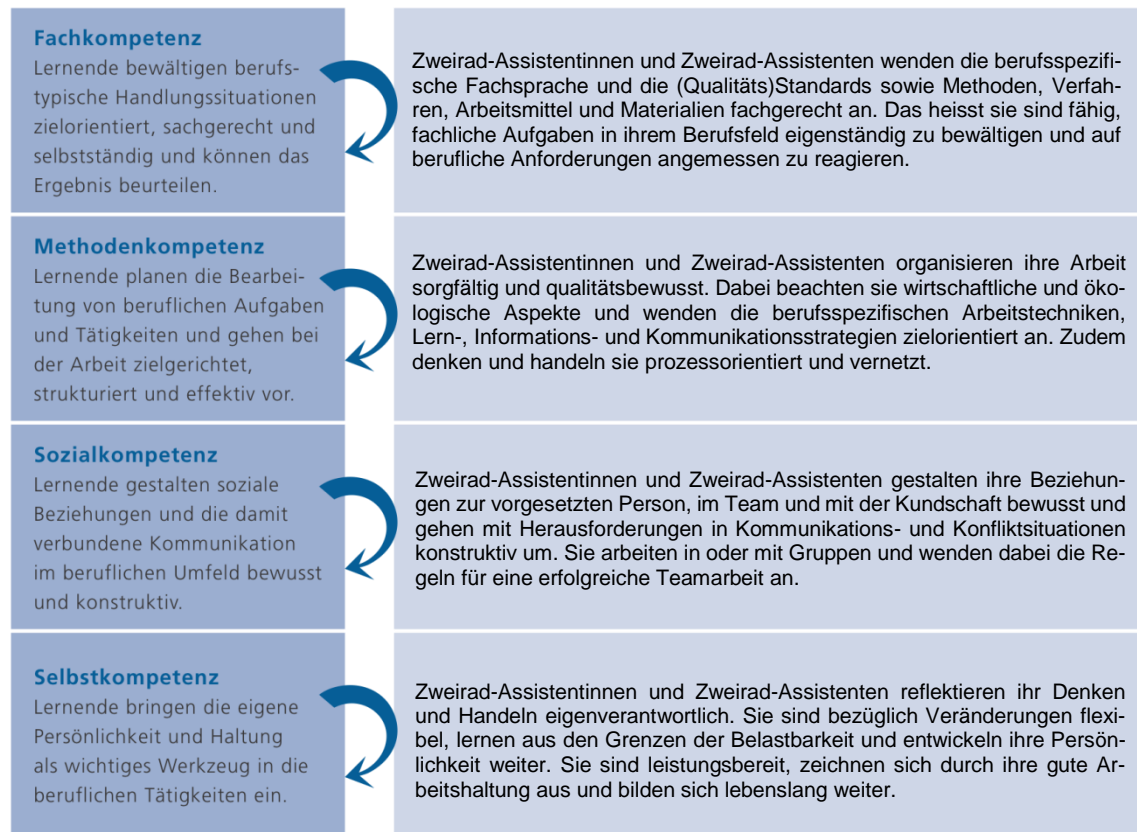 Fachkompetenz
Lernende bewältigen berufs-
typische Handlungssituationen
zielorientiert, sachgerecht und
selbstständig und können das
Ergebnis beurteilen.
Zweirad-Assistentinnen und Zweirad-Assistenten wenden die berufsspezifi-
sche Fachsprache und die (Qualitäts)Standards sowie Methoden, Verfah-
ren, Arbeitsmittel und Materialien fachgerecht an. Das heisst sie sind fähig,
fachliche Aufgaben in ihrem Berufsfeld eigenständig zu bewältigen und auf
berufliche Anforderungen angemessen zu reagieren.
Methodenkompetenz
Lernende planen die Bearbei-
tung von beruflichen Aufgaben
und Tätigkeiten und gehen bei
der Arbeit zielgerichtet,
strukturiert und effektiv vor.
Zweirad-Assistentinnen und Zweirad-Assistenten organisieren ihre Arbeit
sorgfältig und qualitätsbewusst. Dabei beachten sie wirtschaftliche und öko-
logische Aspekte und wenden die berufsspezifischen Arbeitstechniken,
Lern-, Informations- und Kommunikationsstrategien zielorientiert an. Zudem
denken und handeln sie prozessorientiert und vernetzt.
Sozialkompetenz
Lernende gestalten soziale
Beziehungen und die damit
verbundene Kommunikation
im beruflichen Umfeld bewusst
und konstruktiv.
Zweirad-Assistentinnen und Zweirad-Assistenten gestalten ihre Beziehun-
gen zur vorgesetzten Person, im Team und mit der Kundschaft bewusst und
gehen mit Herausforderungen in Kommunikations- und Konfliktsituationen
konstruktiv um. Sie arbeiten in oder mit Gruppen und wenden dabei die Re-
geln für eine erfolgreiche Teamarbeit an.
Selbstkompetenz
Lernende bringen die eigene
Persönlichkeit und Haltung
als wichtiges Werkzeug in die
beruflichen Tätigkeiten ein.
Zweirad-Assistentinnen und Zweirad-Assistenten reflektieren ihr Denken
und Handeln eigenverantwortlich. Sie sind bezüglich Veränderungen flexi-
bel, lernen aus den Grenzen der Belastbarkeit und entwickeln ihre Persön-
lichkeit weiter. Sie sind leistungsbereit, zeichnen sich durch ihre gute Ar-
beitshaltung aus und bilden sich lebenslang weiter.